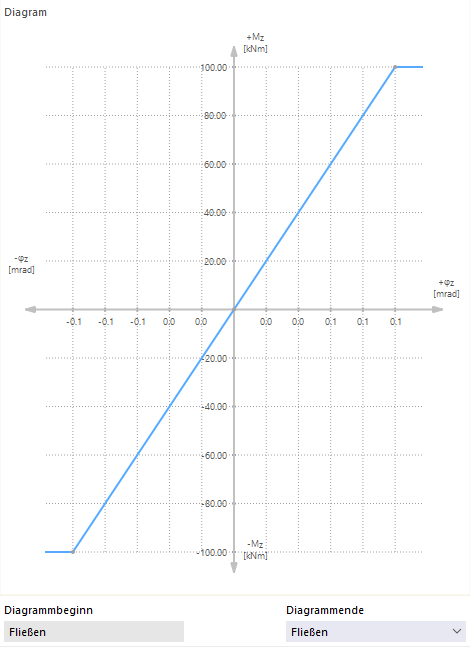 Diagram
+Mz
[kNm]
100.00
80.00
60.00
40.00
20.00
-φz
[mrad]
+φz
[mrad]
-0.1 -0.1 -0.1 0.0 0.0 0.0 0.0 0.1 0.1 0.1
-20.00
-40.00
-60.00
-80.00
-100.00
-Mz
[kNm]
Diagrammbeginn Diagrammende
Fließen Fließen